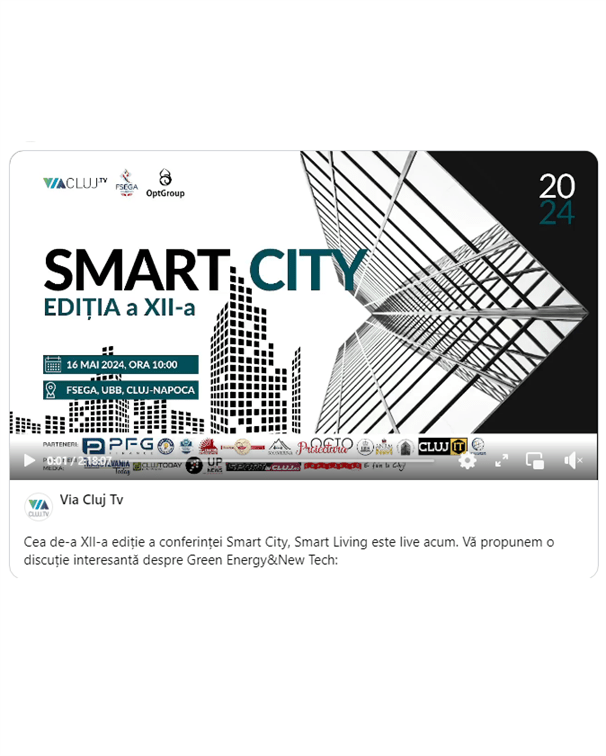 VIACLUJ TV
FSEGA
OptGroup
20
24
SMART CITY
EDIȚIA a XII-a
16 MAI 2024, ORA 10:00
FSEGA, UBB, CLUJ-NAPOCA
PARTENERI:
PFG
OCTO
CLUJ IT
0:01 / 2:18:07
MEDIA:
Today
CLUJTODAY
UP
NEWS
Via Cluj Tv
Cea de-a XII-a ediție a conferinței Smart City, Smart Living este live acum. Vă propunem o
discuție interesantă despre Green Energy&New Tech: